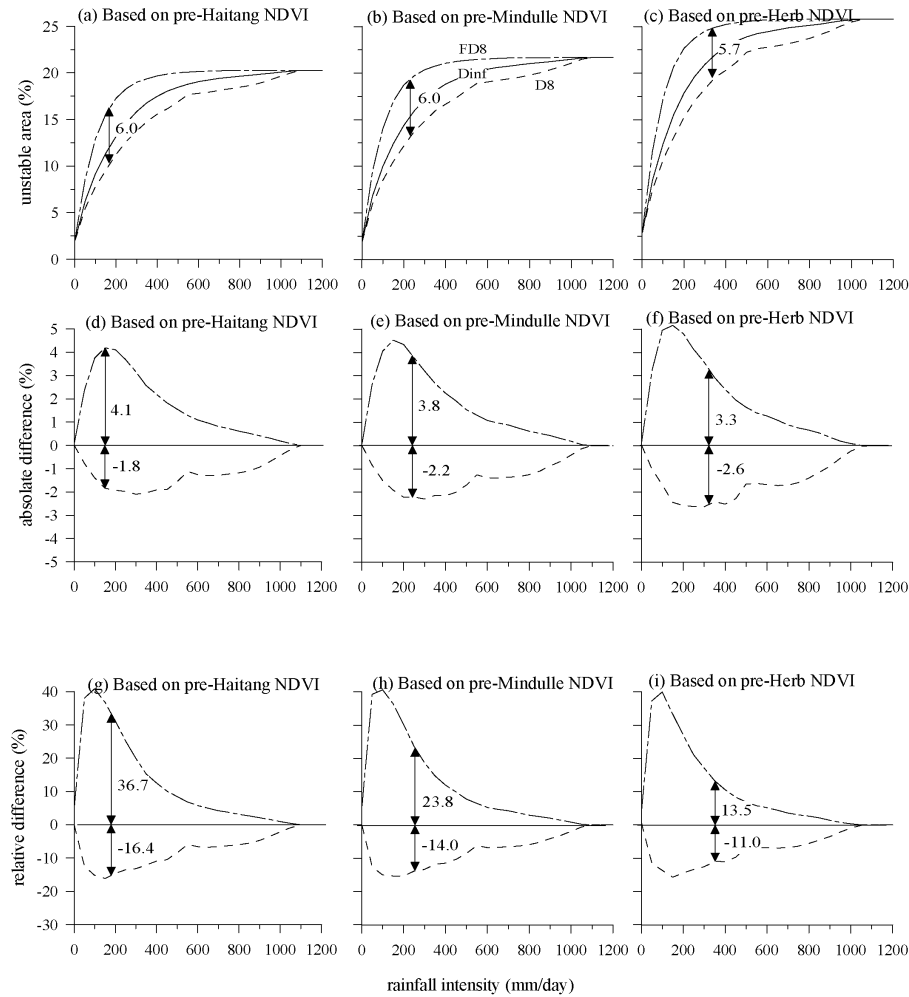 (a) Based on pre-Haitang NDVI
(b) Based on pre-Mindulle NDVI
(c) Based on pre-Herb NDVI
unstable area (%)
25
20
15
10
5
0
6.0
FD8
Dinf
D8
6.0
5.7
0 200 400 600 800 1000 1200
0 200 400 600 800 1000 1200
0 200 400 600 800 1000 1200
(d) Based on pre-Haitang NDVI
(e) Based on pre-Mindulle NDVI
(f) Based on pre-Herb NDVI
absolate difference (%)
5
4
3
2
1
0
-1
-2
-3
-4
-5
4.1
-1.8
3.8
-2.2
3.3
-2.6
0 200 400 600 800 1000 1200
0 200 400 600 800 1000 1200
0 200 400 600 800 1000 1200
(g) Based on pre-Haitang NDVI
(h) Based on pre-Mindulle NDVI
(i) Based on pre-Herb NDVI
relative difference (%)
40
30
20
10
0
-10
-20
-30
36.7
-16.4
23.8
-14.0
13.5
-11.0
0 200 400 600 800 1000 1200
0 200 400 600 800 1000 1200
0 200 400 600 800 1000 1200
rainfall intensity (mm/day)